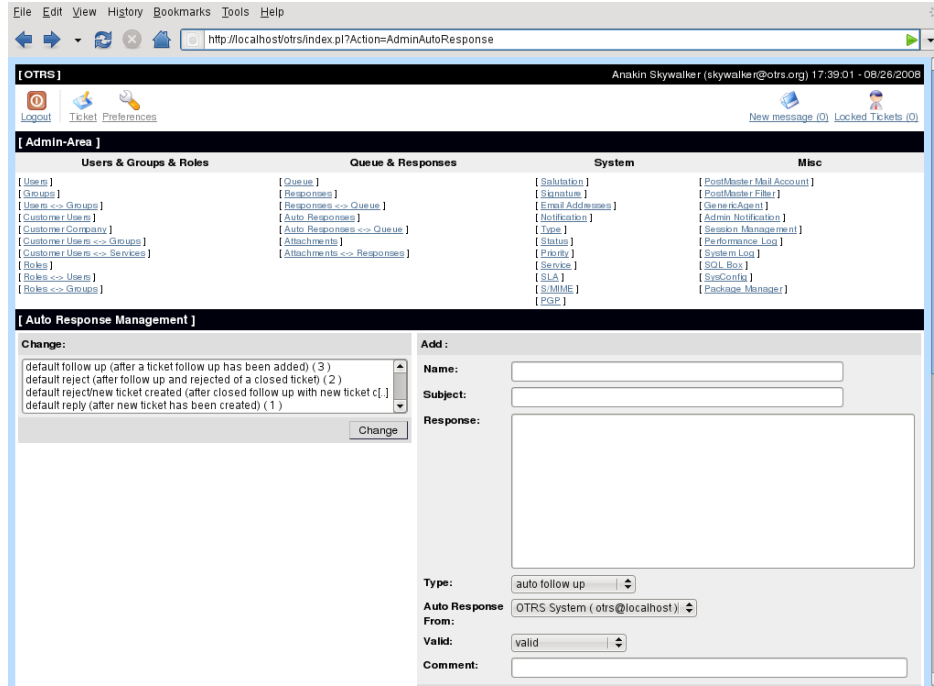 File Edit View History Bookmarks Tools Help
http://localhost/otrs/index.pl?Action=AdminAutoResponse
[ OTRS ] Anakin Skywalker (skywalker@otrs.org) 17:39:01 - 08/26/2008
Logout Ticket Preferences New message (0) Locked Tickets (0)
[ Admin-Area ]
Users & Groups & Roles Queue & Responses System Misc
[ Users ] [ Queue ] [ Salutation ] [ PostMaster Mail Account ]
[ Groups ] [ Responses ] [ Signature ] [ PostMaster Filter ]
[ Users <-> Groups ] [ Responses <-> Queue ] [ Email Addresses ] [ GenericAgent ]
[ Customer Users ] [ Auto Responses ] [ Notification ] [ Admin Notification ]
[ Customer Company ] [ Auto Responses <-> Queue ] [ Type ] [ Session Management ]
[ Customer Users <-> Groups ] [ Attachments ] [ Status ] [ Performance Log ]
[ Customer Users <-> Services ] [ Attachments <-> Responses ] [ Priority ] [ System Log ]
[ Roles ] [ Service ] [ SQL Box ]
[ Roles <-> Users ] [ SLA ] [ SysConfig ]
[ Roles <-> Groups ] [ S/MIME ] [ Package Manager ]
[ PGP ]
[ Auto Response Management ]
Change: Add :
default follow up (after a ticket follow up has been added) ( 3 )
default reject (after follow up and rejected of a closed ticket) ( 2 )
default reject/new ticket created (after closed follow up with new ticket c[..]
default reply (after new ticket has been created) ( 1 )
Change
Name:
Subject:
Response:
Type: auto follow up
Auto Response From: OTRS System ( otrs@localhost )
Valid: valid
Comment: